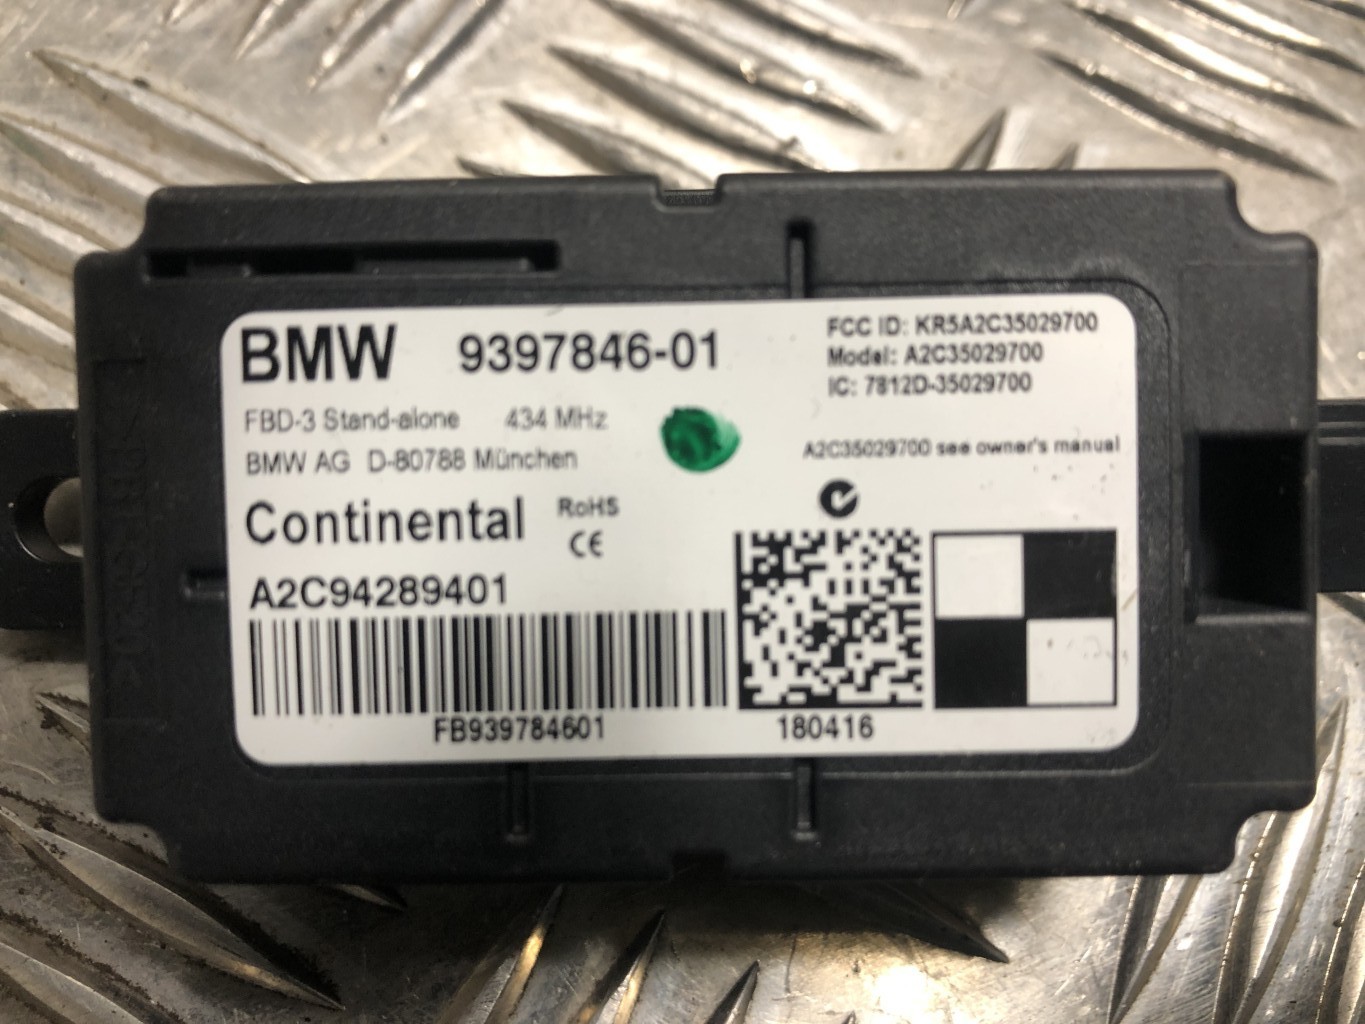 BMW 9397846-01
FCC ID: KR5A2C35029700
Model: A2C35029700
IC: 7812D-35029700
FBD-3 Stand-alone 434 MHz
BMW AG D-80788 München
A2C35029700 see owner's manual
Continental RoHS
CE
A2C94289401
FB939784601
180416